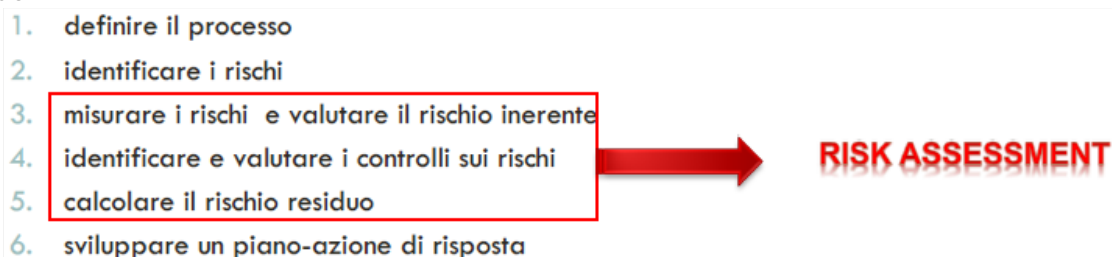 1. definire il processo
2. identificare i rischi
3. misurare i rischi e valutare il rischio inerente
4. identificare e valutare i controlli sui rischi
RISK ASSESSMENT
5. calcolare il rischio residuo
6. sviluppare un piano-azione di risposta